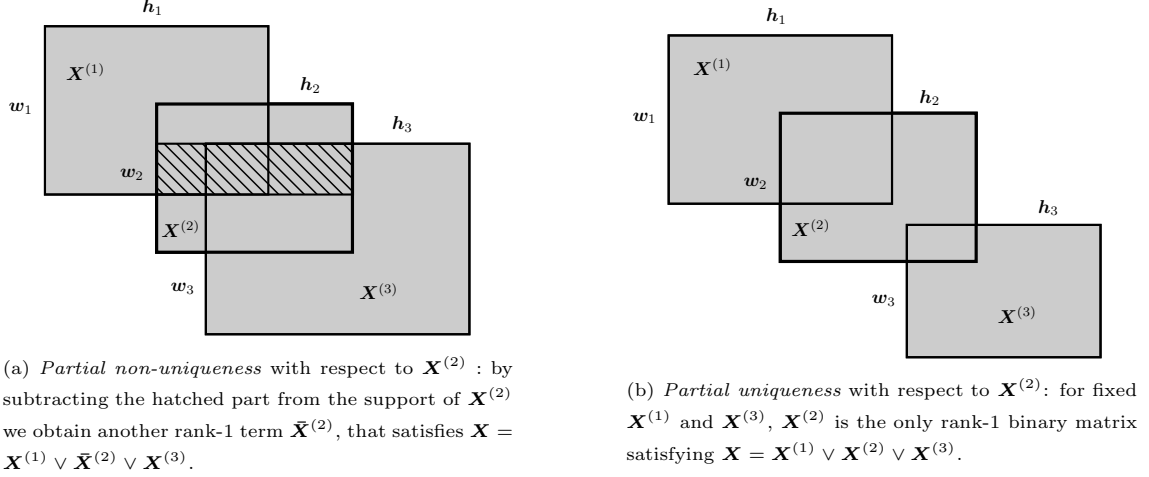 h₁
X⁽¹⁾
w₁
h₂
h₃
w₂
X⁽²⁾
w₃
X⁽³⁾
(a) Partial non-uniqueness with respect to X⁽²⁾ : by
subtracting the hatched part from the support of X⁽²⁾
we obtain another rank-1 term X̄⁽²⁾, that satisfies X =
X⁽¹⁾ ∨ X̄⁽²⁾ ∨ X⁽³⁾.
h₁
X⁽¹⁾
h₂
w₁
w₂
h₃
X⁽²⁾
w₃
X⁽³⁾
(b) Partial uniqueness with respect to X⁽²⁾: for fixed
X⁽¹⁾ and X⁽³⁾, X⁽²⁾ is the only rank-1 binary matrix
satisfying X = X⁽¹⁾ ∨ X⁽²⁾ ∨ X⁽³⁾.